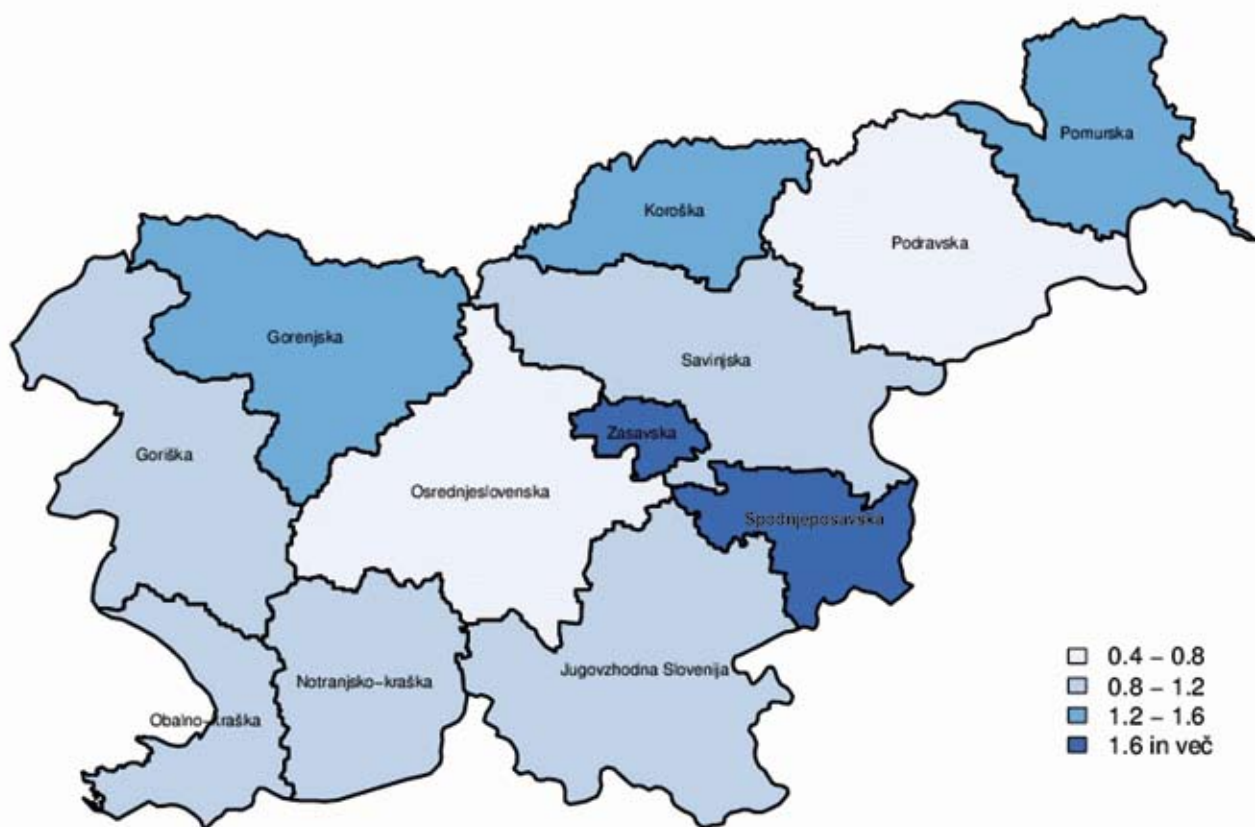 Pomurska
Koroška
Podravska
Gorenjska
Savinjska
Zasavska
Goriška
Osrednjeslovenska
Spodnjeposavska
Jugovzhodna Slovenija
Notranjsko-kraška
Obalno-kraška
0.4 – 0.8
0.8 – 1.2
1.2 – 1.6
1.6 in več